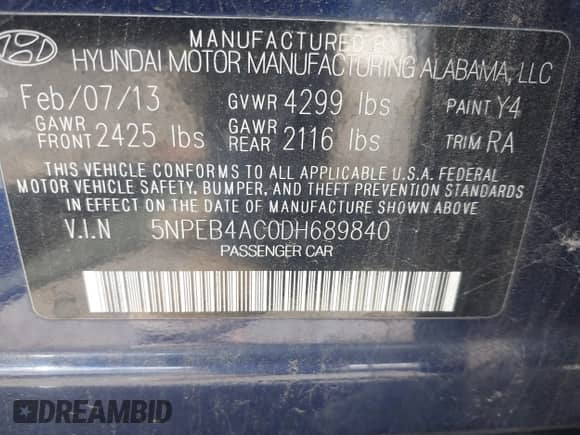 MANUFACTURED BY
HYUNDAI MOTOR MANUFACTURING ALABAMA, LLC
Feb/07/13 GVWR 4299 lbs PAINT Y4
GAWR FRONT 2425 lbs GAWR REAR 2116 lbs TRIM RA
THIS VEHICLE CONFORMS TO ALL APPLICABLE U.S.A. FEDERAL
MOTOR VEHICLE SAFETY, BUMPER, AND THEFT PREVENTION STANDARDS
IN EFFECT ON THE DATE OF MANUFACTURE SHOWN ABOVE.
V.I.N 5NPEB4AC0DH689840
PASSENGER CAR
DREAMBID